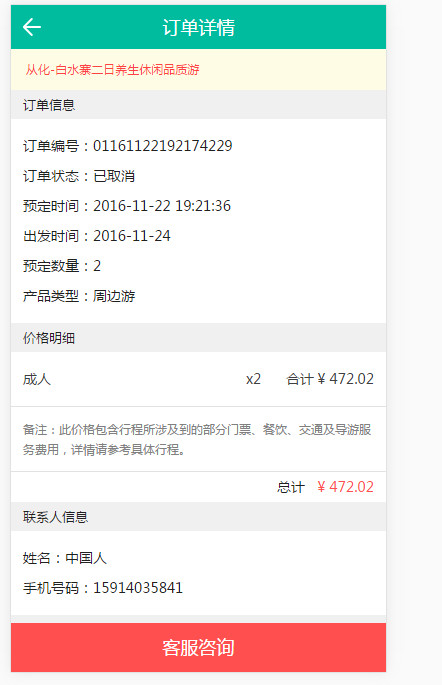 订单详情
从化-白水寨二日养生休闲品质游
订单信息
订单编号：01161122192174229
订单状态：已取消
预定时间：2016-11-22 19:21:36
出发时间：2016-11-24
预定数量：2
产品类型：周边游
价格明细
成人 x2 合计 ¥ 472.02
备注：此价格包含行程所涉及到的部分门票、餐饮、交通及导游服
务费用，详情请参考具体行程。
总计 ¥ 472.02
联系人信息
姓名：中国人
手机号码：15914035841
客服咨询